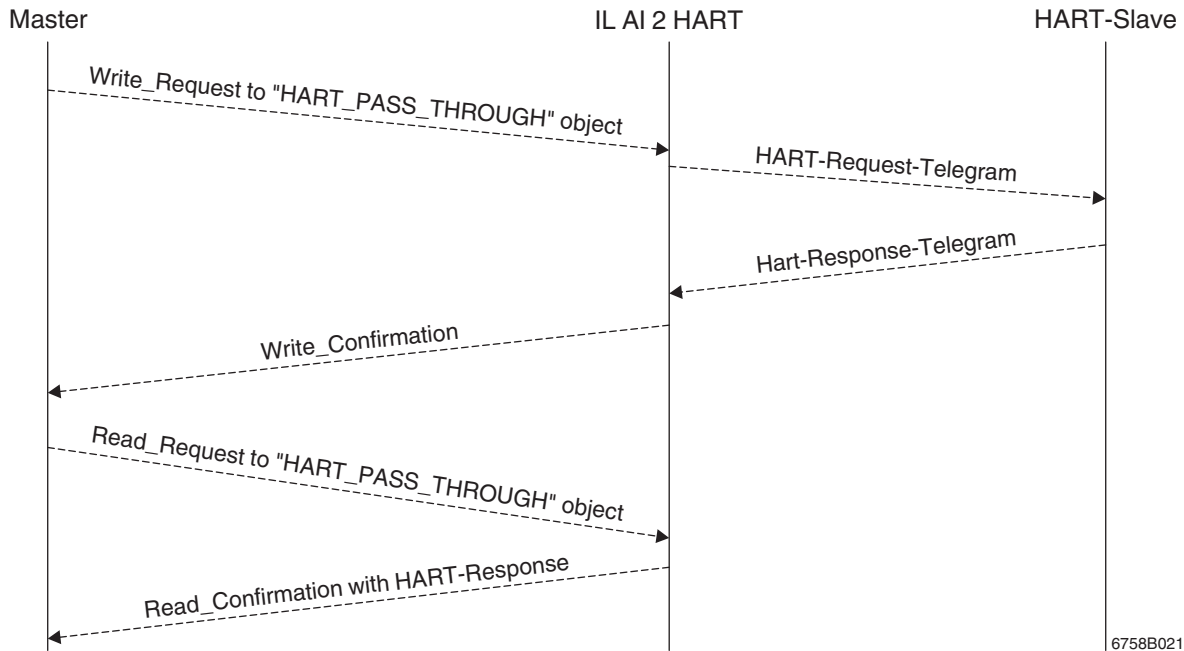 Master
IL AI 2 HART
HART-Slave
Write_Request to "HART_PASS_THROUGH" object
HART-Request-Telegram
Hart-Response-Telegram
Write_Confirmation
Read_Request to "HART_PASS_THROUGH" object
Read_Confirmation with HART-Response
6758B021